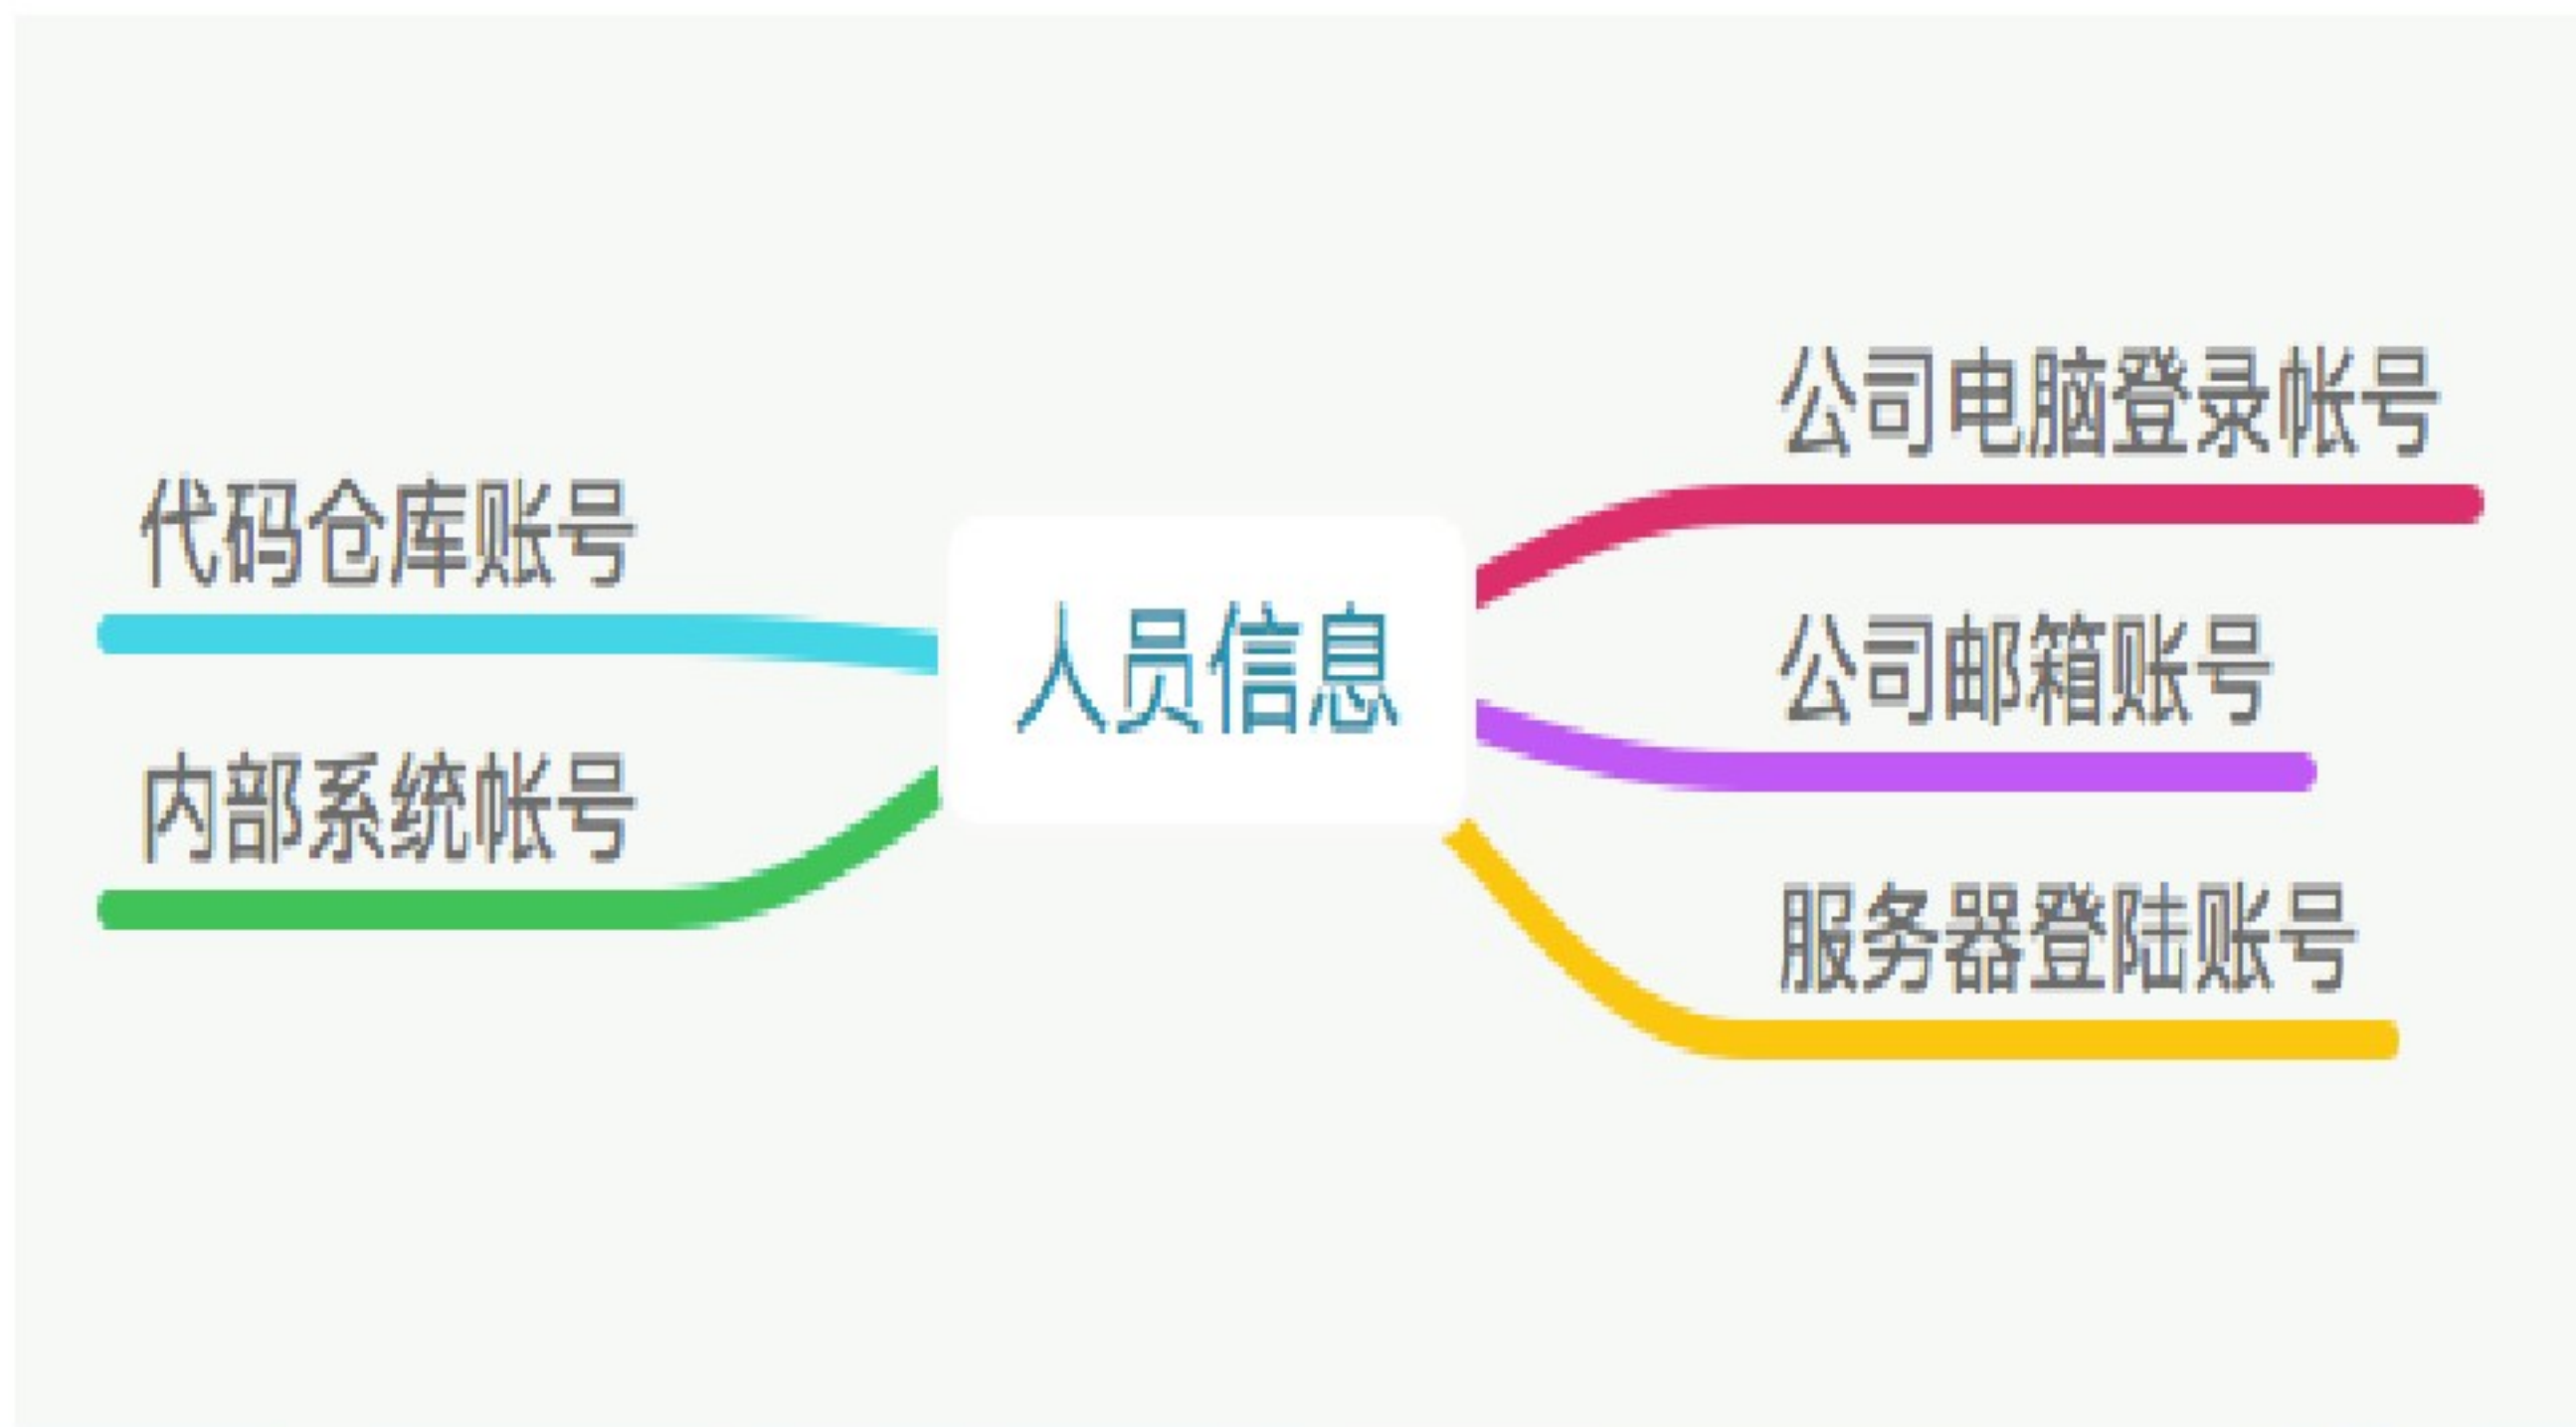 公司电脑登录帐号
代码仓库账号
人员信息
公司邮箱账号
内部系统帐号
服务器登陆账号